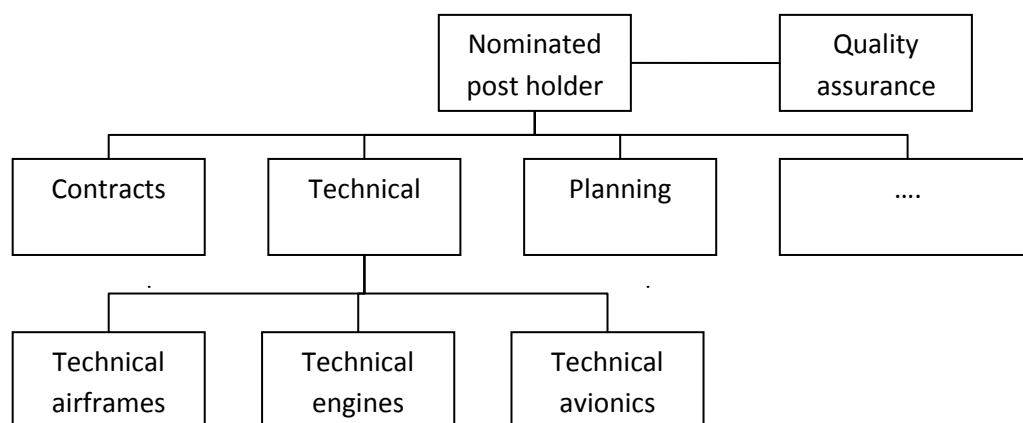 Nominated
post holder
Quality
assurance
Contracts
Technical
Planning
....
Technical
airframes
Technical
engines
Technical
avionics